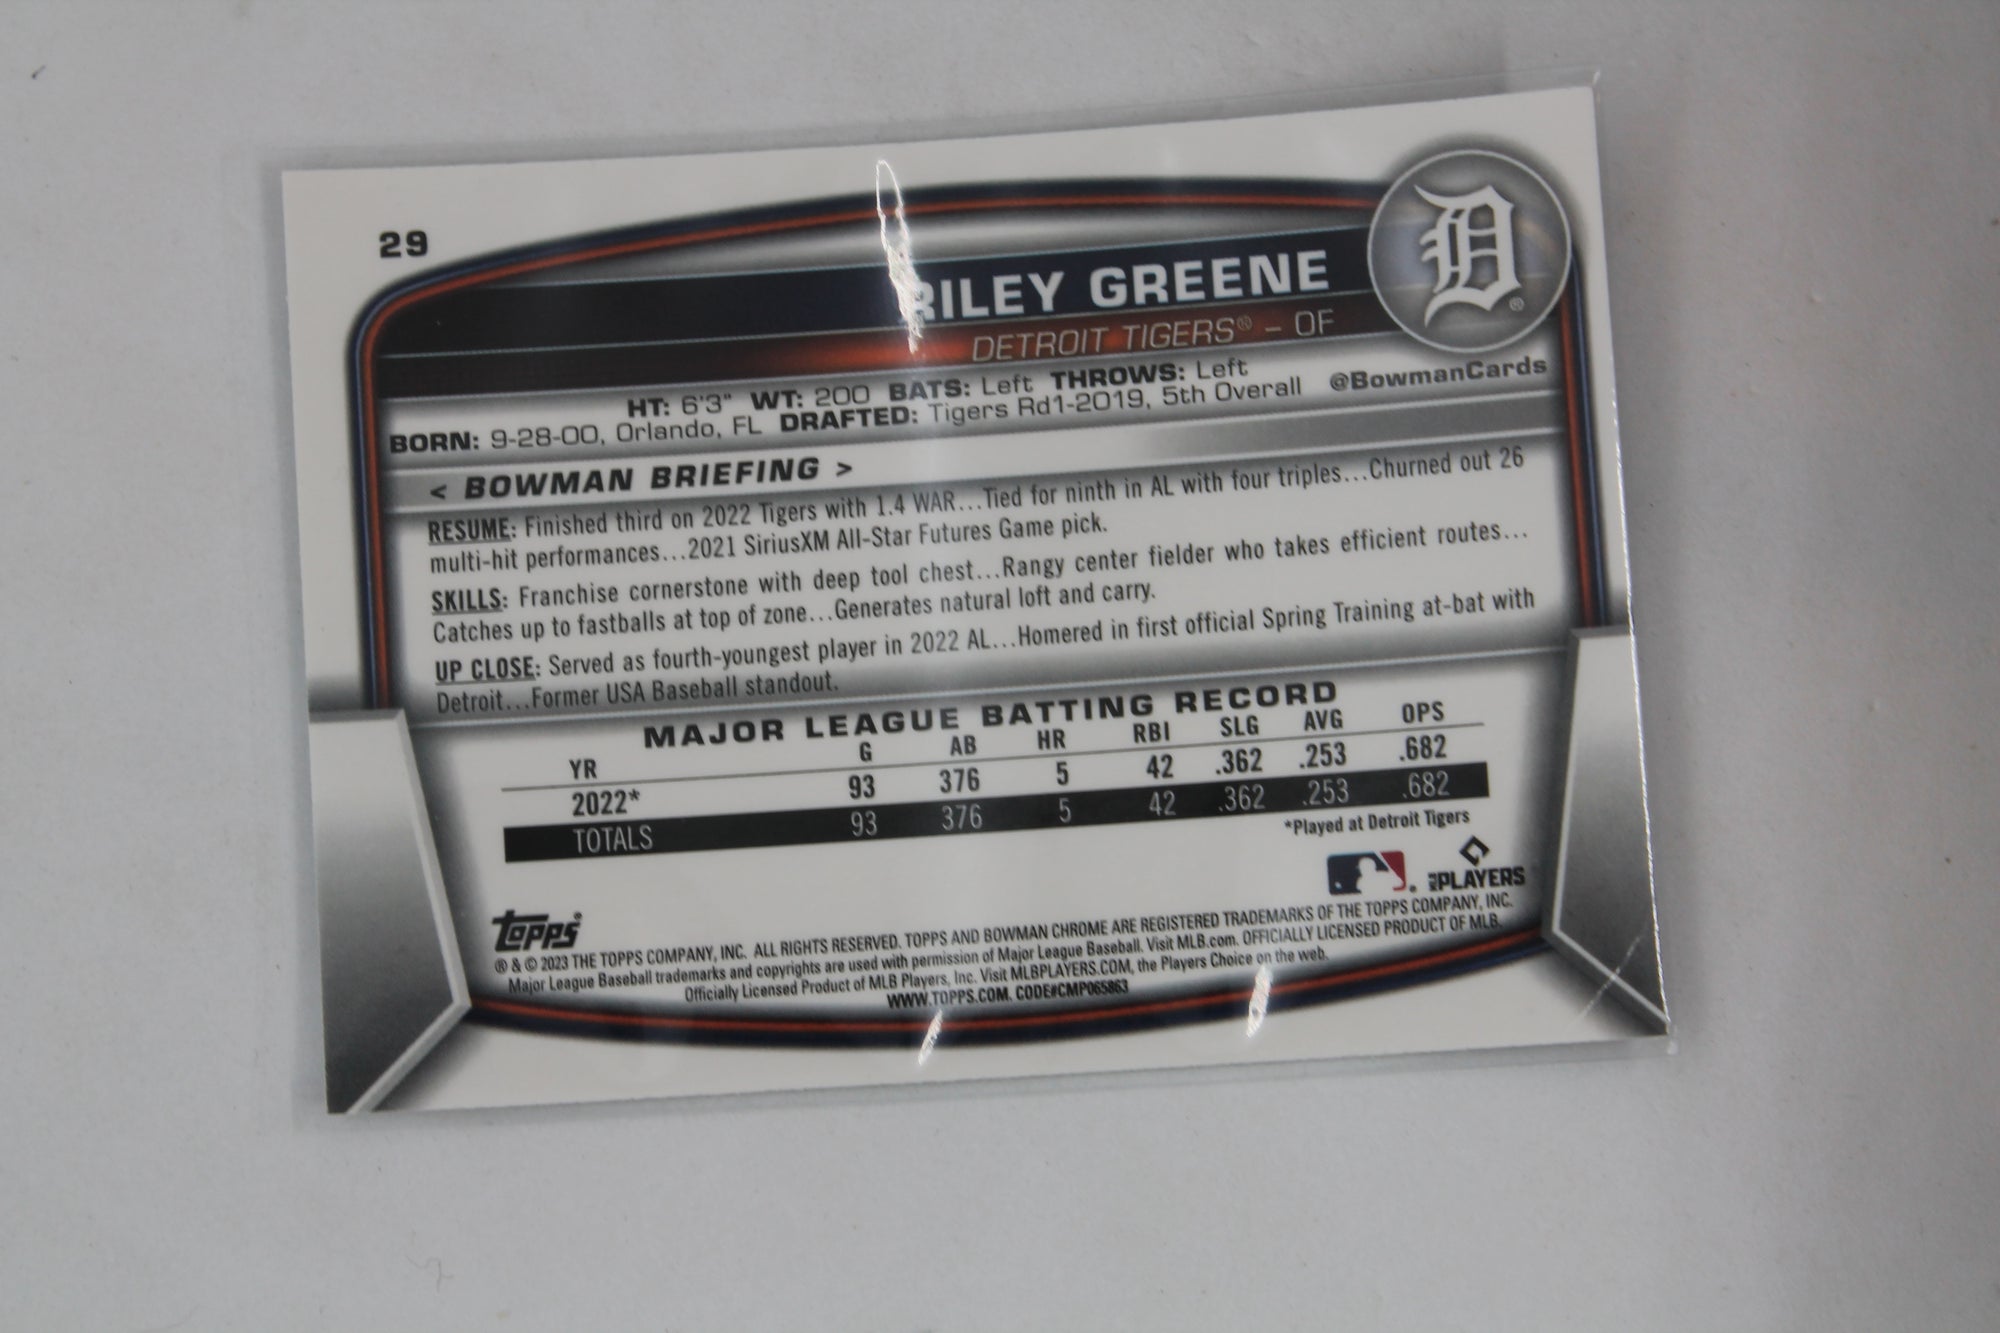 29
RILEY GREENE
D®
DETROIT TIGERS® – OF
HT: 6'3" WT: 200 BATS: Left THROWS: Left
@BowmanCards
BORN: 9-28-00, Orlando, FL DRAFTED: Tigers Rd1-2019, 5th Overall
< BOWMAN BRIEFING >
RESUME: Finished third on 2022 Tigers with 1.4 WAR...Tied for ninth in AL with four triples...Churned out 26
multi-hit performances...2021 SiriusXM All-Star Futures Game pick.
SKILLS: Franchise cornerstone with deep tool chest...Rangy center fielder who takes efficient routes...
Catches up to fastballs at top of zone...Generates natural loft and carry.
UP CLOSE: Served as fourth-youngest player in 2022 AL...Homered in first official Spring Training at-bat with
Detroit...Former USA Baseball standout.
MAJOR LEAGUE BATTING RECORD
YR G AB HR RBI SLG AVG OPS
2022* 93 376 5 42 .362 .253 .682
TOTALS 93 376 5 42 .362 .253 .682
*Played at Detroit Tigers
MLB PLAYERS
Topps®
® & © 2023 THE TOPPS COMPANY, INC. ALL RIGHTS RESERVED. TOPPS AND BOWMAN CHROME ARE REGISTERED TRADEMARKS OF THE TOPPS COMPANY, INC.
Major League Baseball trademarks and copyrights are used with permission of Major League Baseball. Visit MLB.com. OFFICIALLY LICENSED PRODUCT OF MLB.
Officially Licensed Product of MLB Players, Inc. Visit MLBPLAYERS.COM, the Players Choice on the web.
WWW.TOPPS.COM. CODE#CMP065863